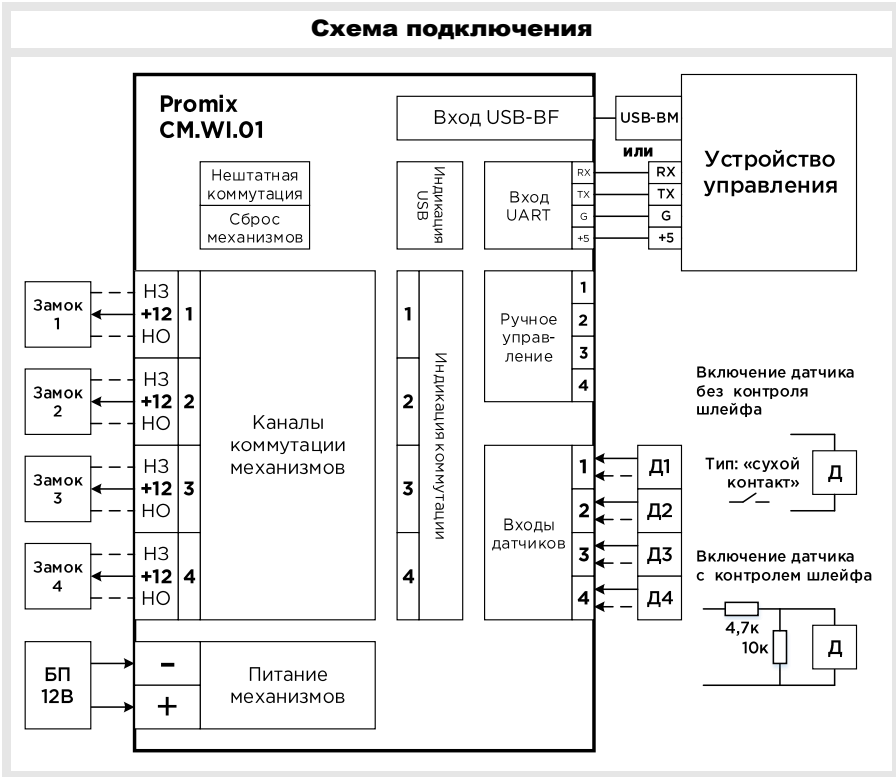 Схема подключения
Promix
CM.WI.01
Вход USB-BF
USB-BM
или
Устройство
управления
Нештатная
коммутация
Сброс
механизмов
Индикация
USB
Вход
UART
RX
TX
G
+5
RX
TX
G
+5
Замок
1
НЗ
+12
НО
1
Замок
2
НЗ
+12
НО
2
Замок
3
НЗ
+12
НО
3
Замок
4
НЗ
+12
НО
4
Каналы
коммутации
механизмов
1
2
3
4
Индикация коммутации
Ручное
управ-
ление
1
2
3
4
Входы
датчиков
1
2
3
4
Д1
Д2
Д3
Д4
Включение датчика
без контроля
шлейфа
Тип: «сухой
контакт»
Д
Включение датчика
с контролем шлейфа
4,7к
10к
Д
БП
12В
–
+
Питание
механизмов